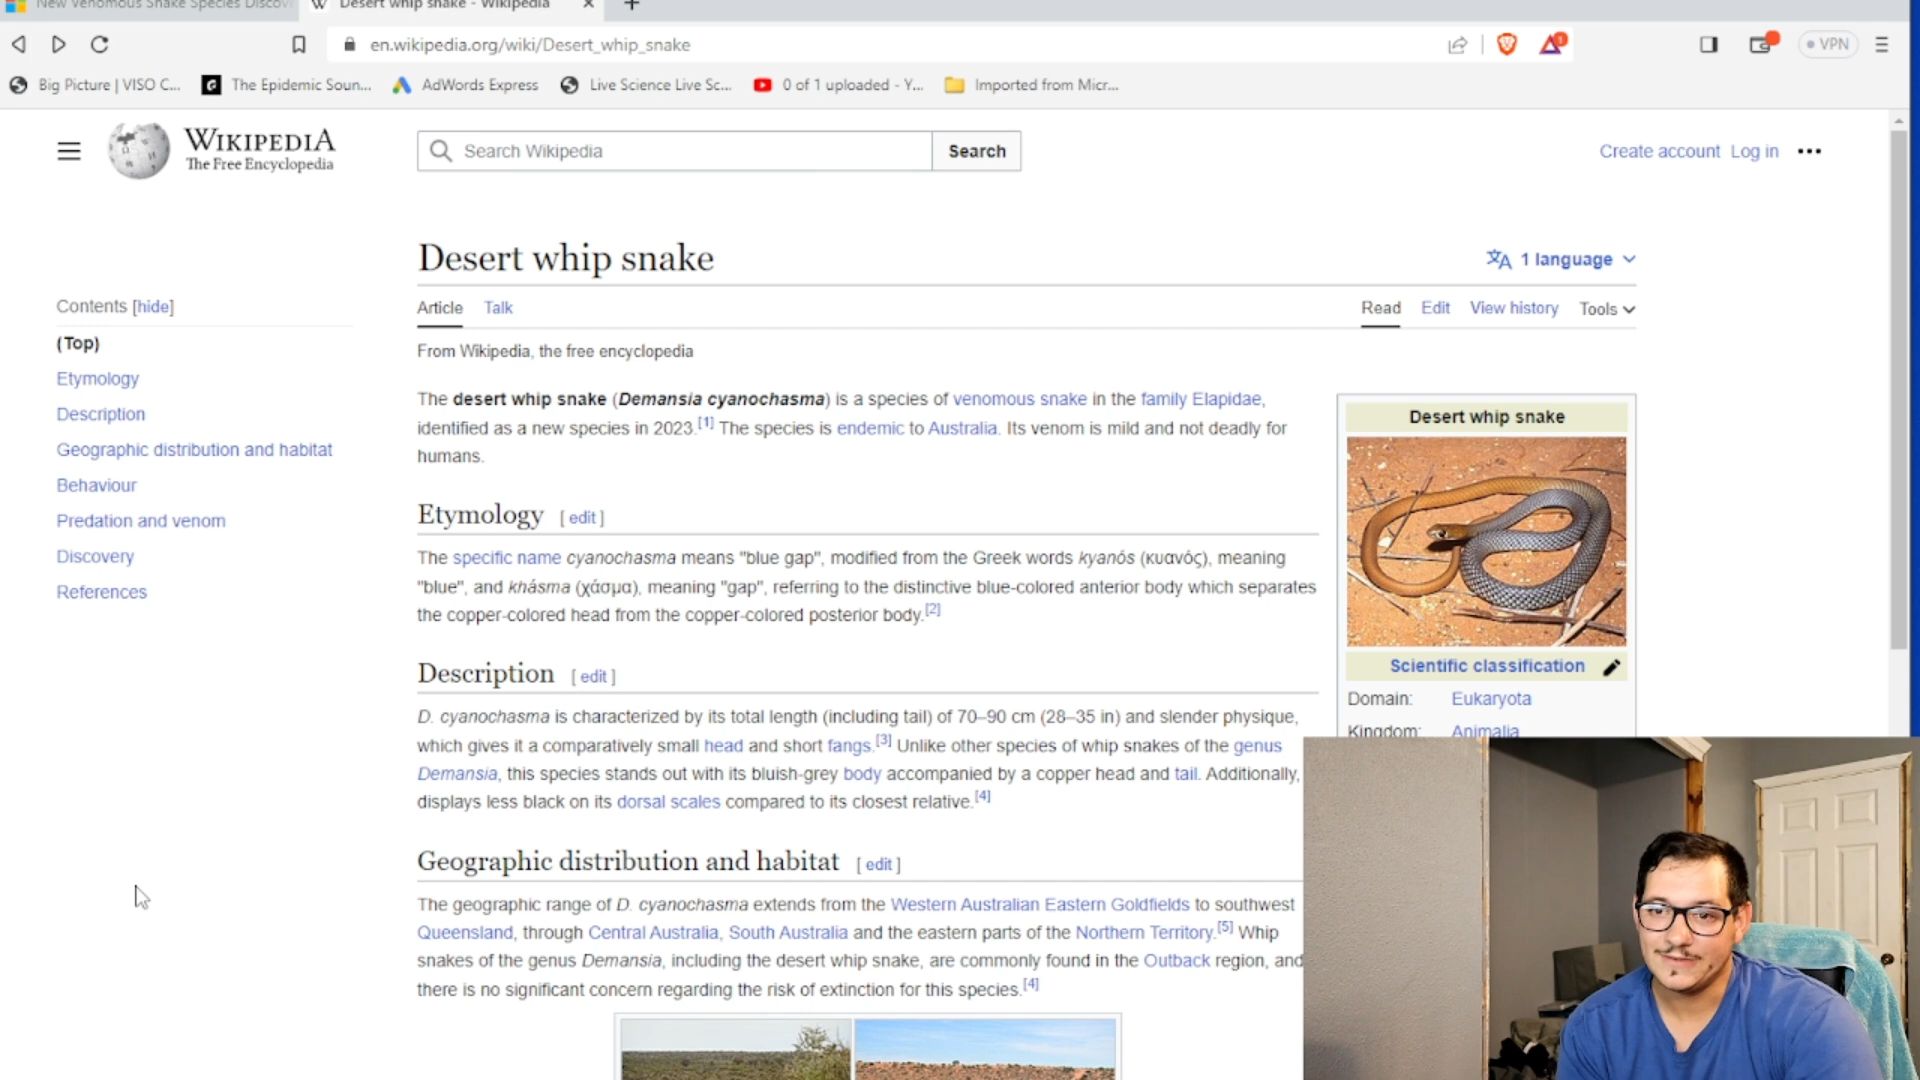 New Venomous Snake Species Discov
Desert whip snake - Wikipedia
en.wikipedia.org/wiki/Desert_whip_snake
1
VPN
Big Picture | VISO C...
The Epidemic Soun...
AdWords Express
Live Science Live Sc...
0 of 1 uploaded - Y...
Imported from Micr...
WIKIPEDIA
The Free Encyclopedia
Search Wikipedia
Search
Create account
Log in
Desert whip snake
1 language
Article
Talk
Read
Edit
View history
Tools
From Wikipedia, the free encyclopedia
Contents [hide]
(Top)
Etymology
Description
Geographic distribution and habitat
Behaviour
Predation and venom
Discovery
References
The desert whip snake (Demansia cyanochasma) is a species of venomous snake in the family Elapidae,
identified as a new species in 2023.[1] The species is endemic to Australia. Its venom is mild and not deadly for
humans.
Etymology [ edit ]
The specific name cyanochasma means "blue gap", modified from the Greek words kyanós (κυανός), meaning
"blue", and khásma (χάσμα), meaning "gap", referring to the distinctive blue-colored anterior body which separates
the copper-colored head from the copper-colored posterior body.[2]
Description [ edit ]
D. cyanochasma is characterized by its total length (including tail) of 70–90 cm (28–35 in) and slender physique,
which gives it a comparatively small head and short fangs.[3] Unlike other species of whip snakes of the genus
Demansia, this species stands out with its bluish-grey body accompanied by a copper head and tail. Additionally,
displays less black on its dorsal scales compared to its closest relative.[4]
Geographic distribution and habitat [ edit ]
The geographic range of D. cyanochasma extends from the Western Australian Eastern Goldfields to southwest
Queensland, through Central Australia, South Australia and the eastern parts of the Northern Territory.[5] Whip
snakes of the genus Demansia, including the desert whip snake, are commonly found in the Outback region, and
there is no significant concern regarding the risk of extinction for this species.[4]
Desert whip snake
Scientific classification
Domain: Eukaryota
Kingdom: Animalia